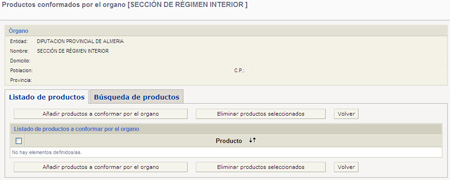 Productos conformados por el organo [SECCIÓN DE RÉGIMEN INTERIOR ]
Órgano
Entidad: DIPUTACION PROVINCIAL DE ALMERIA
Nombre: SECCIÓN DE RÉGIMEN INTERIOR
Domicilio:
Poblacion: C.P.:
Provincia:
Listado de productos Búsqueda de productos
Añadir productos a conformar por el organo Eliminar productos seleccionados Volver
Listado de productos a conformar por el organo
Producto
No hay elementos definidos/as
Añadir productos a conformar por el organo Eliminar productos seleccionados Volver